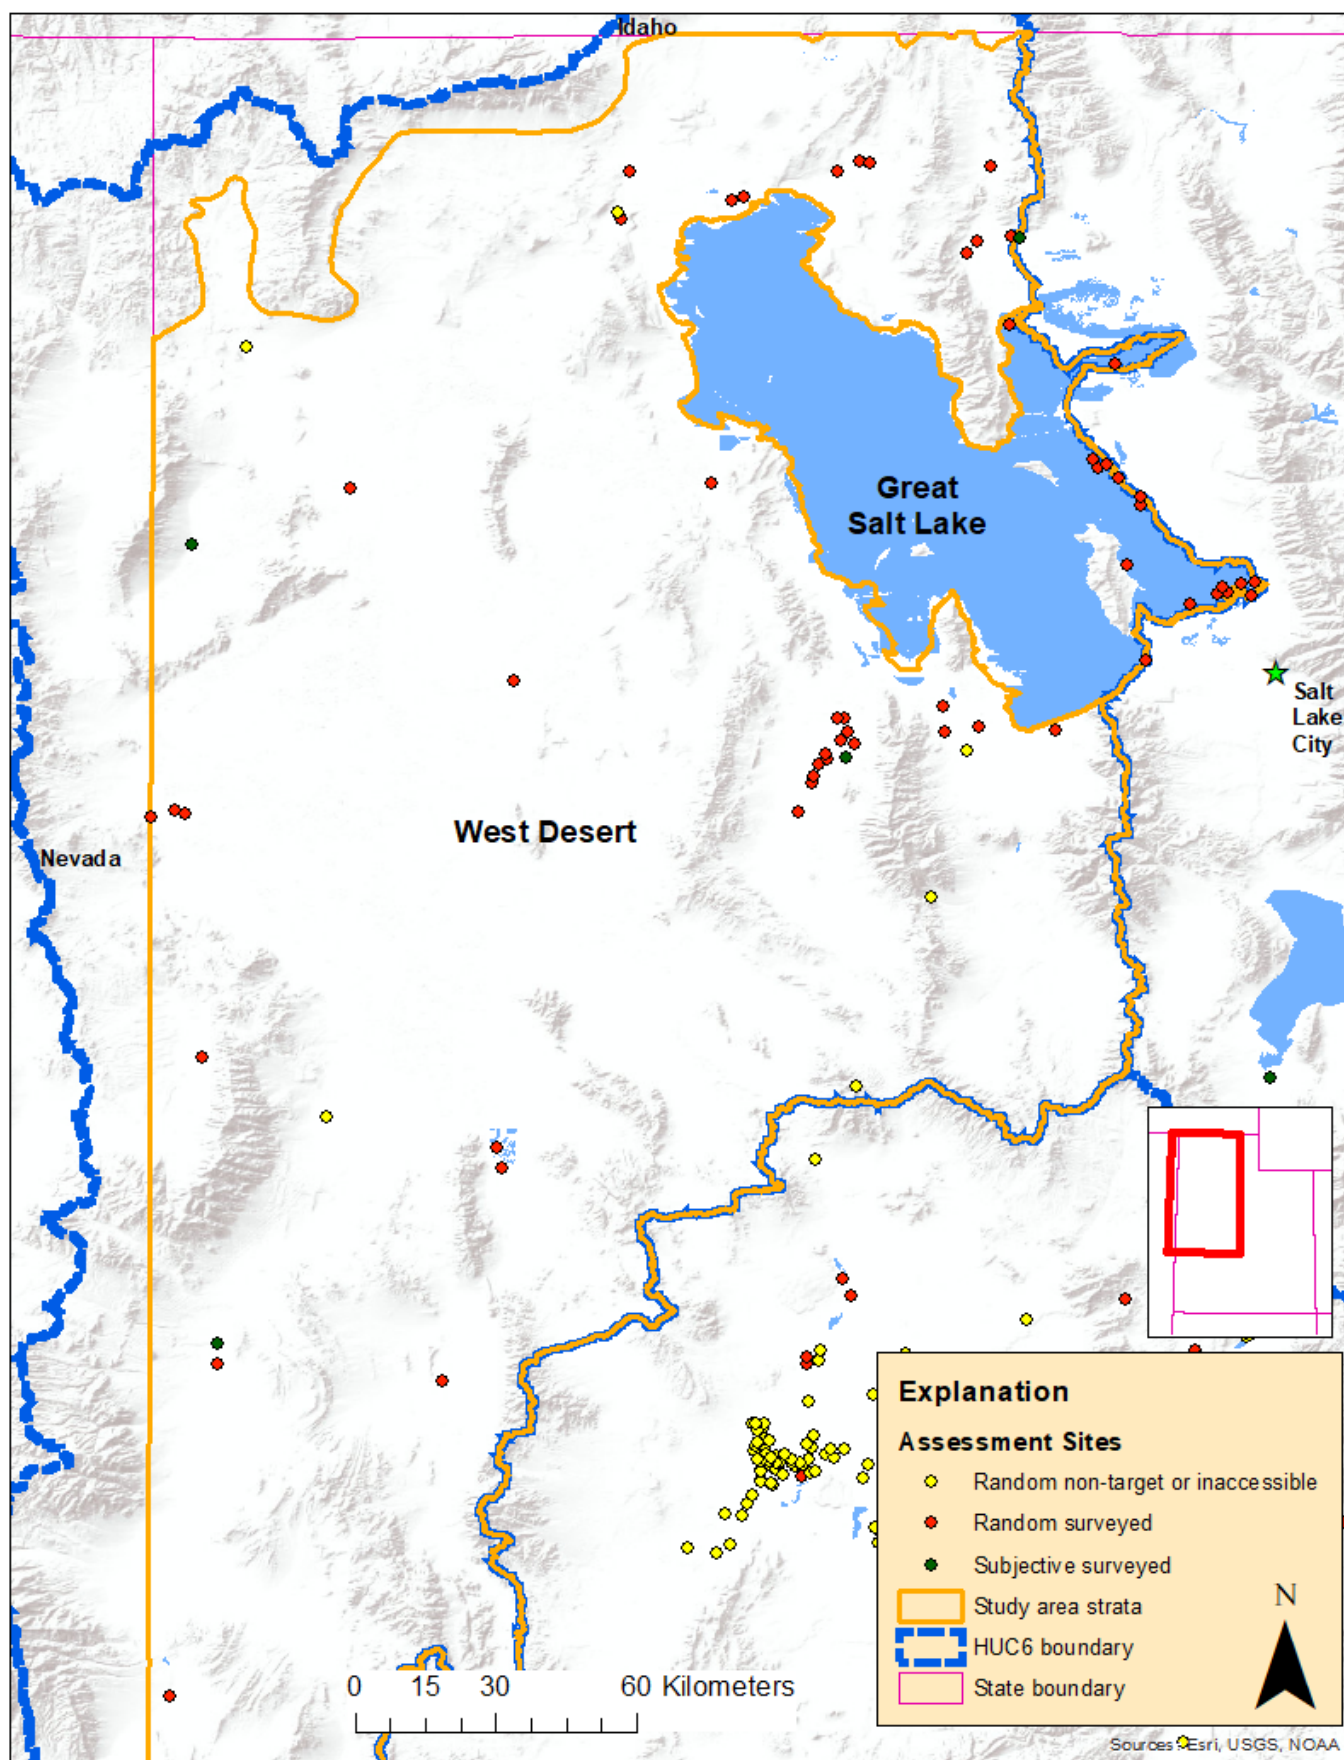 Idaho
Great
Salt Lake
Salt
Lake
City
West Desert
Nevada
Explanation
Assessment Sites
Random non-target or inaccessible
Random surveyed
Subjective surveyed
Study area strata
HUC6 boundary
State boundary
N
0 15 30 60 Kilometers
Sources: Esri, USGS, NOAA